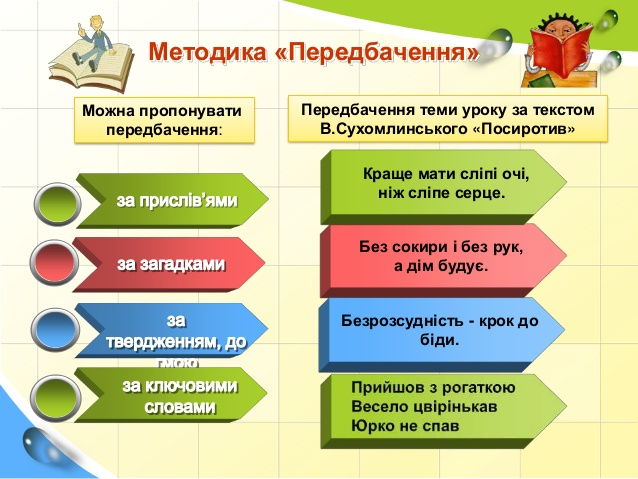 Методика «Передбачення»
Можна пропонувати
передбачення:
за прислів'ями
за загадками
за
твердженням, до
гмою
за ключовими
словами
Передбачення теми уроку за текстом
В.Сухомлинського «Посиротив»
Краще мати сліпі очі,
ніж сліпе серце.
Без сокири і без рук,
а дім будує.
Безрозсудність - крок до
біди.
Прийшов з рогаткою
Весело цвірінькав
Юрко не спав